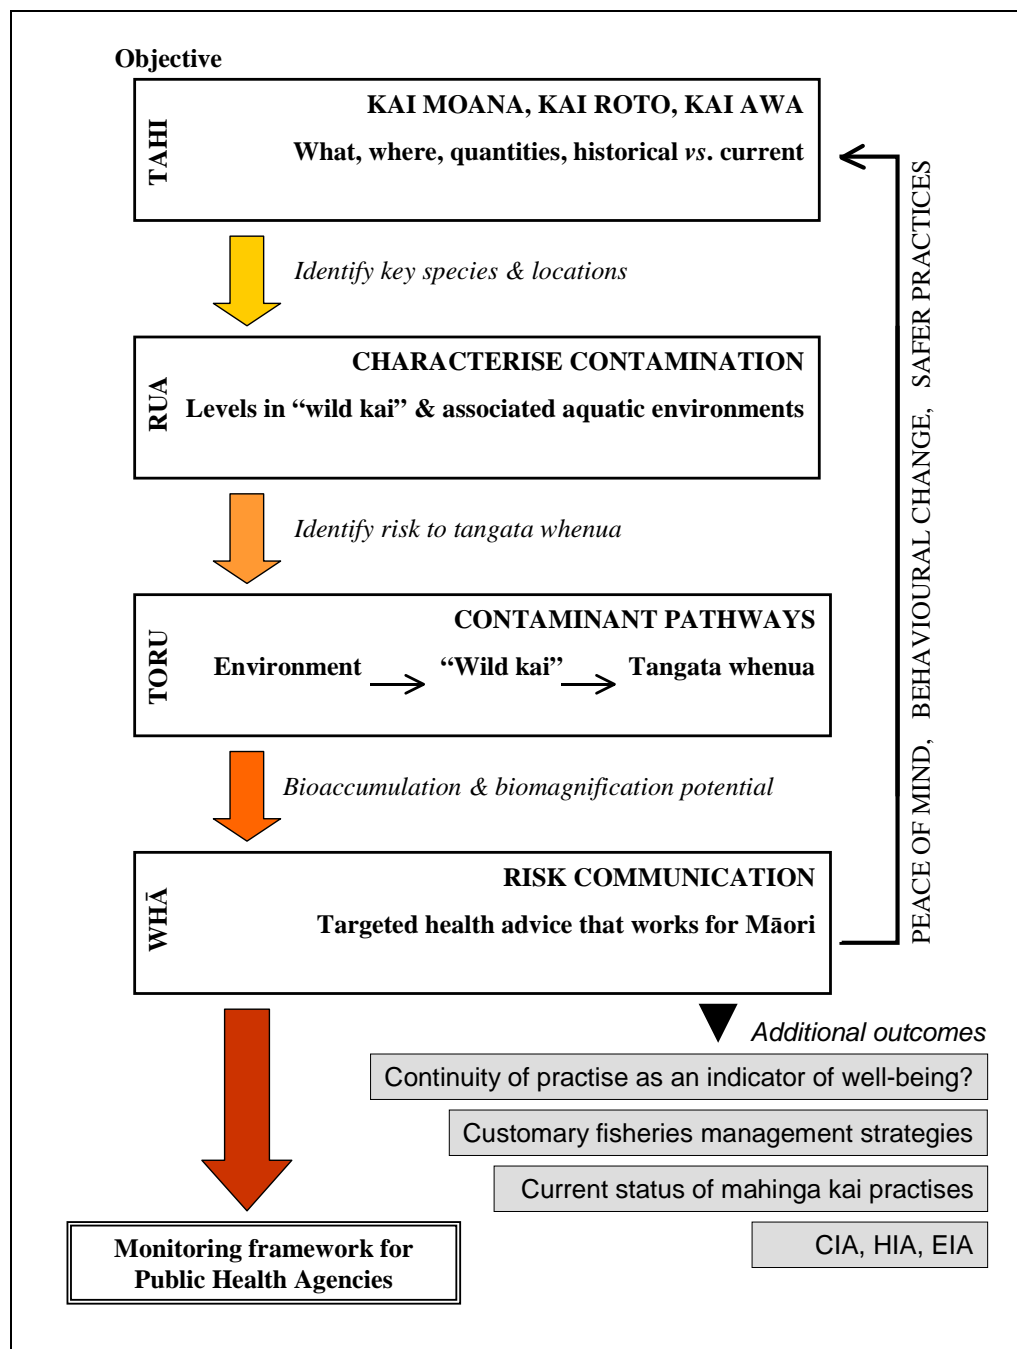 Objective
TAHI
KAI MOANA, KAI ROTO, KAI AWA
What, where, quantities, historical vs. current
Identify key species & locations
RUA
CHARACTERISE CONTAMINATION
Levels in “wild kai” & associated aquatic environments
Identify risk to tangata whenua
TORU
CONTAMINANT PATHWAYS
Environment “Wild kai” Tangata whenua
Bioaccumulation & biomagnification potential
WHĀ
RISK COMMUNICATION
Targeted health advice that works for Māori
PEACE OF MIND, BEHAVIOURAL CHANGE, SAFER PRACTICES
Additional outcomes
Continuity of practise as an indicator of well-being?
Customary fisheries management strategies
Current status of mahinga kai practises
CIA, HIA, EIA
Monitoring framework for
Public Health Agencies